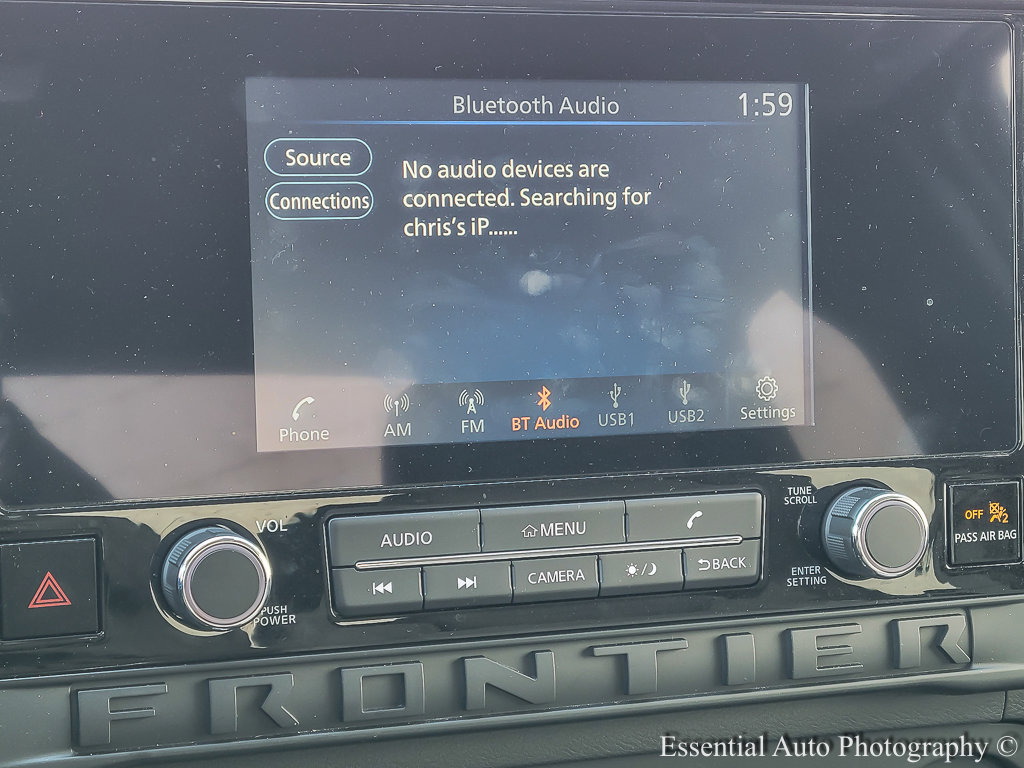 Bluetooth Audio 1:59
Source
Connections
No audio devices are
connected. Searching for
chris's iP......
Phone AM FM BT Audio USB1 USB2 Settings
VOL
PUSH
POWER
AUDIO MENU
CAMERA BACK
TUNE
SCROLL
ENTER
SETTING
OFF 2
PASS AIR BAG
FRONTIER
Essential Auto Photography ©